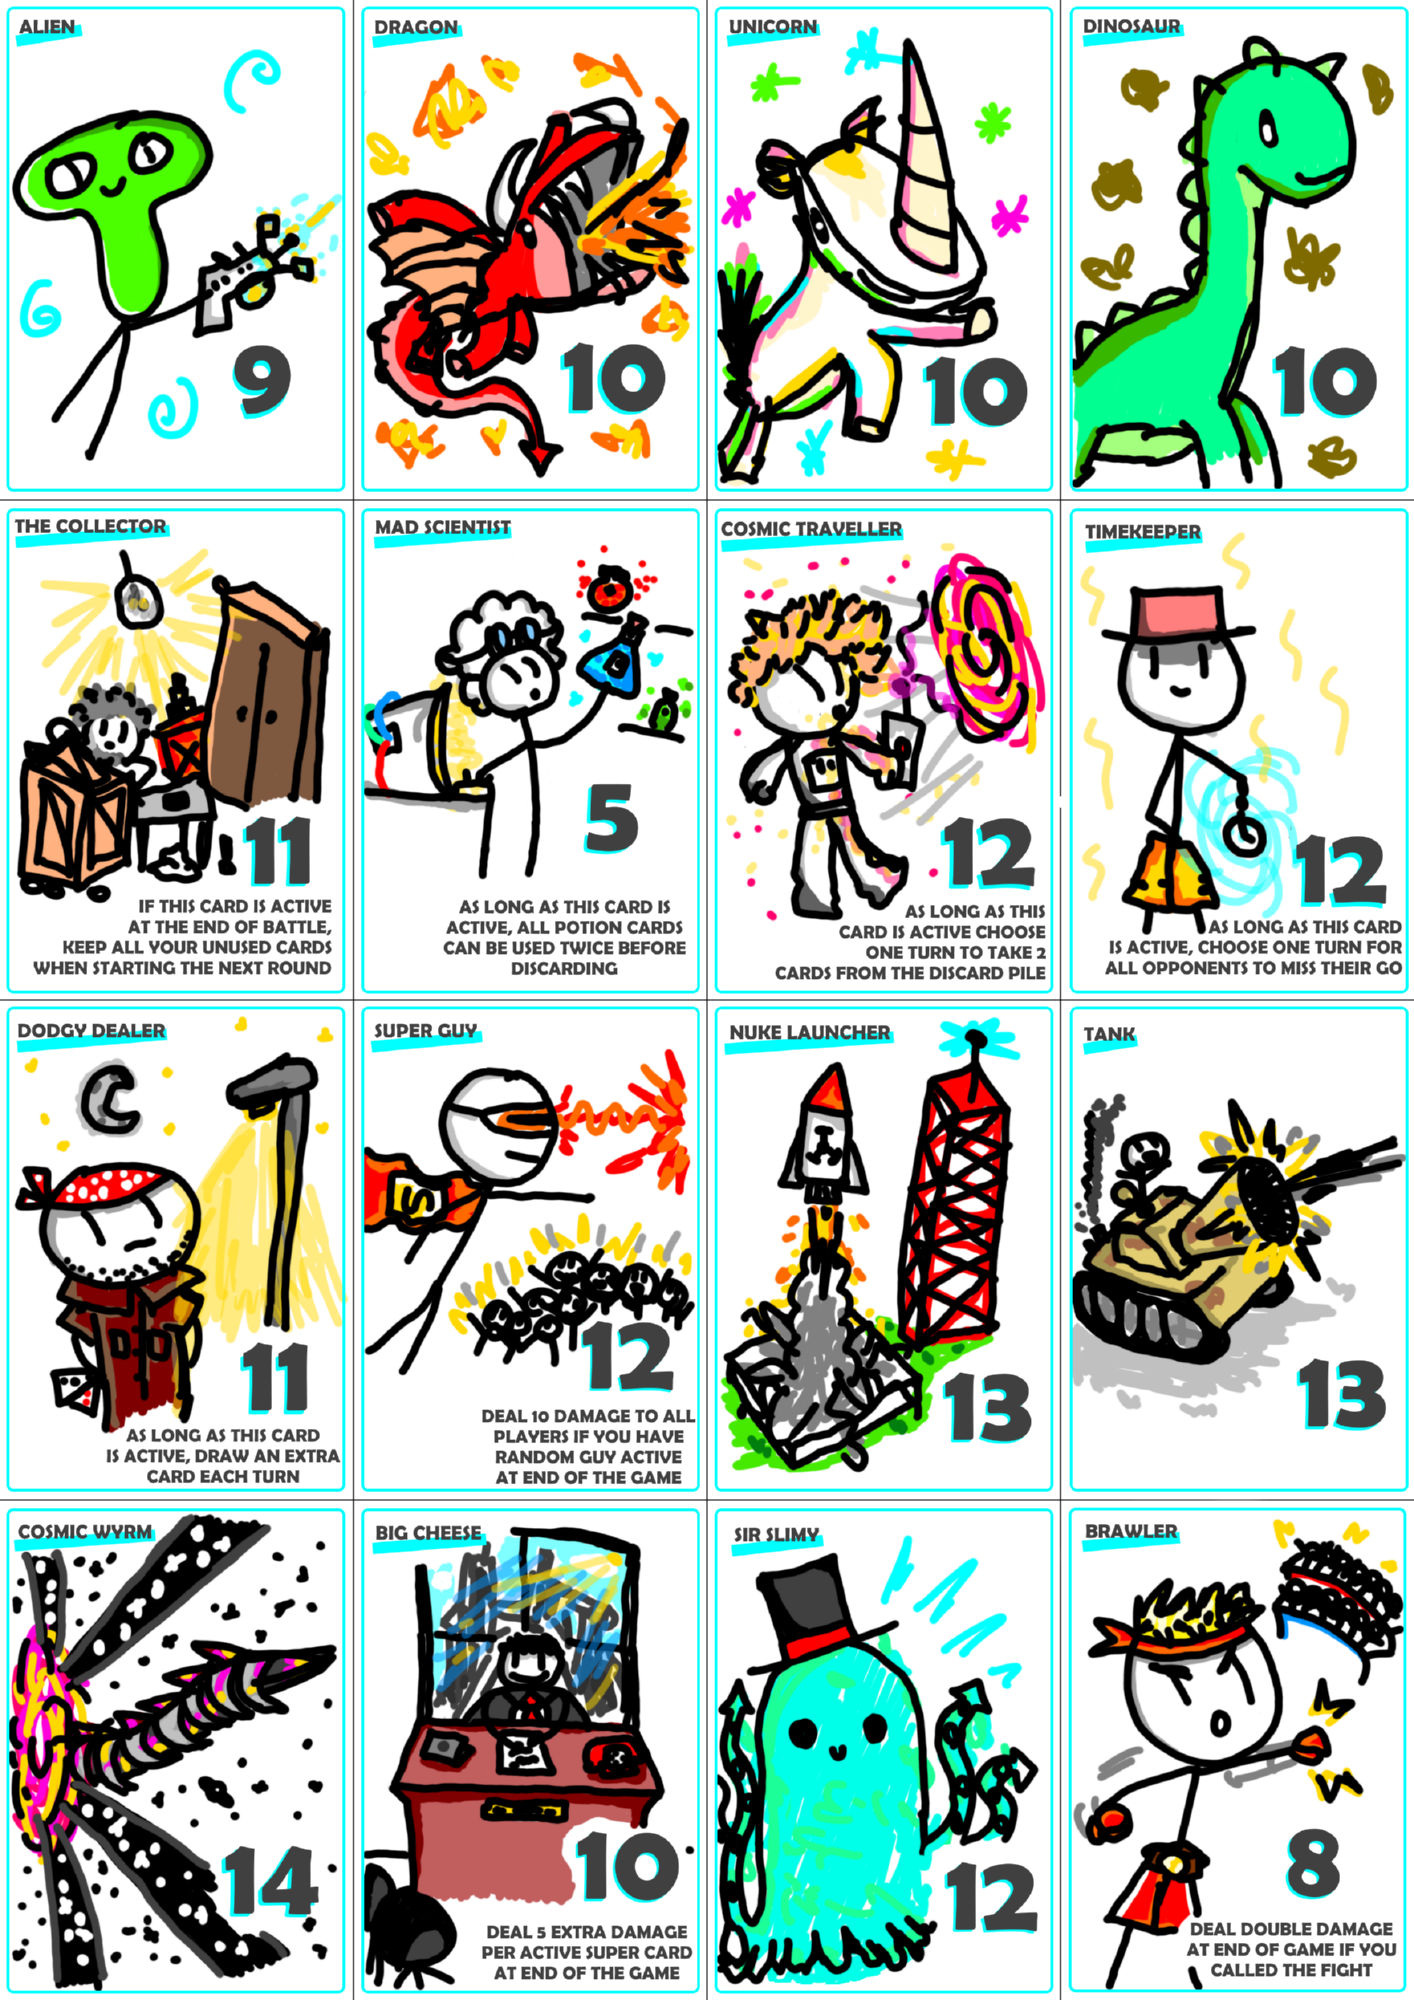 ALIEN
9
DRAGON
10
UNICORN
10
DINOSAUR
10
THE COLLECTOR
11
IF THIS CARD IS ACTIVE
AT THE END OF BATTLE,
KEEP ALL YOUR UNUSED CARDS
WHEN STARTING THE NEXT ROUND
MAD SCIENTIST
5
AS LONG AS THIS CARD IS
ACTIVE, ALL POTION CARDS
CAN BE USED TWICE BEFORE
DISCARDING
COSMIC TRAVELLER
12
AS LONG AS THIS
CARD IS ACTIVE CHOOSE
ONE TURN TO TAKE 2
CARDS FROM THE DISCARD PILE
TIMEKEEPER
12
AS LONG AS THIS CARD
IS ACTIVE, CHOOSE ONE TURN FOR
ALL OPPONENTS TO MISS THEIR GO
DODGY DEALER
11
AS LONG AS THIS CARD
IS ACTIVE, DRAW AN EXTRA
CARD EACH TURN
SUPER GUY
S
12
DEAL 10 DAMAGE TO ALL
PLAYERS IF YOU HAVE
RANDOM GUY ACTIVE
AT END OF THE GAME
NUKE LAUNCHER
13
TANK
13
COSMIC WYRM
14
BIG CHEESE
10
DEAL 5 EXTRA DAMAGE
PER ACTIVE SUPER CARD
AT END OF THE GAME
SIR SLIMY
12
BRAWLER
8
DEAL DOUBLE DAMAGE
AT END OF GAME IF YOU
CALLED THE FIGHT